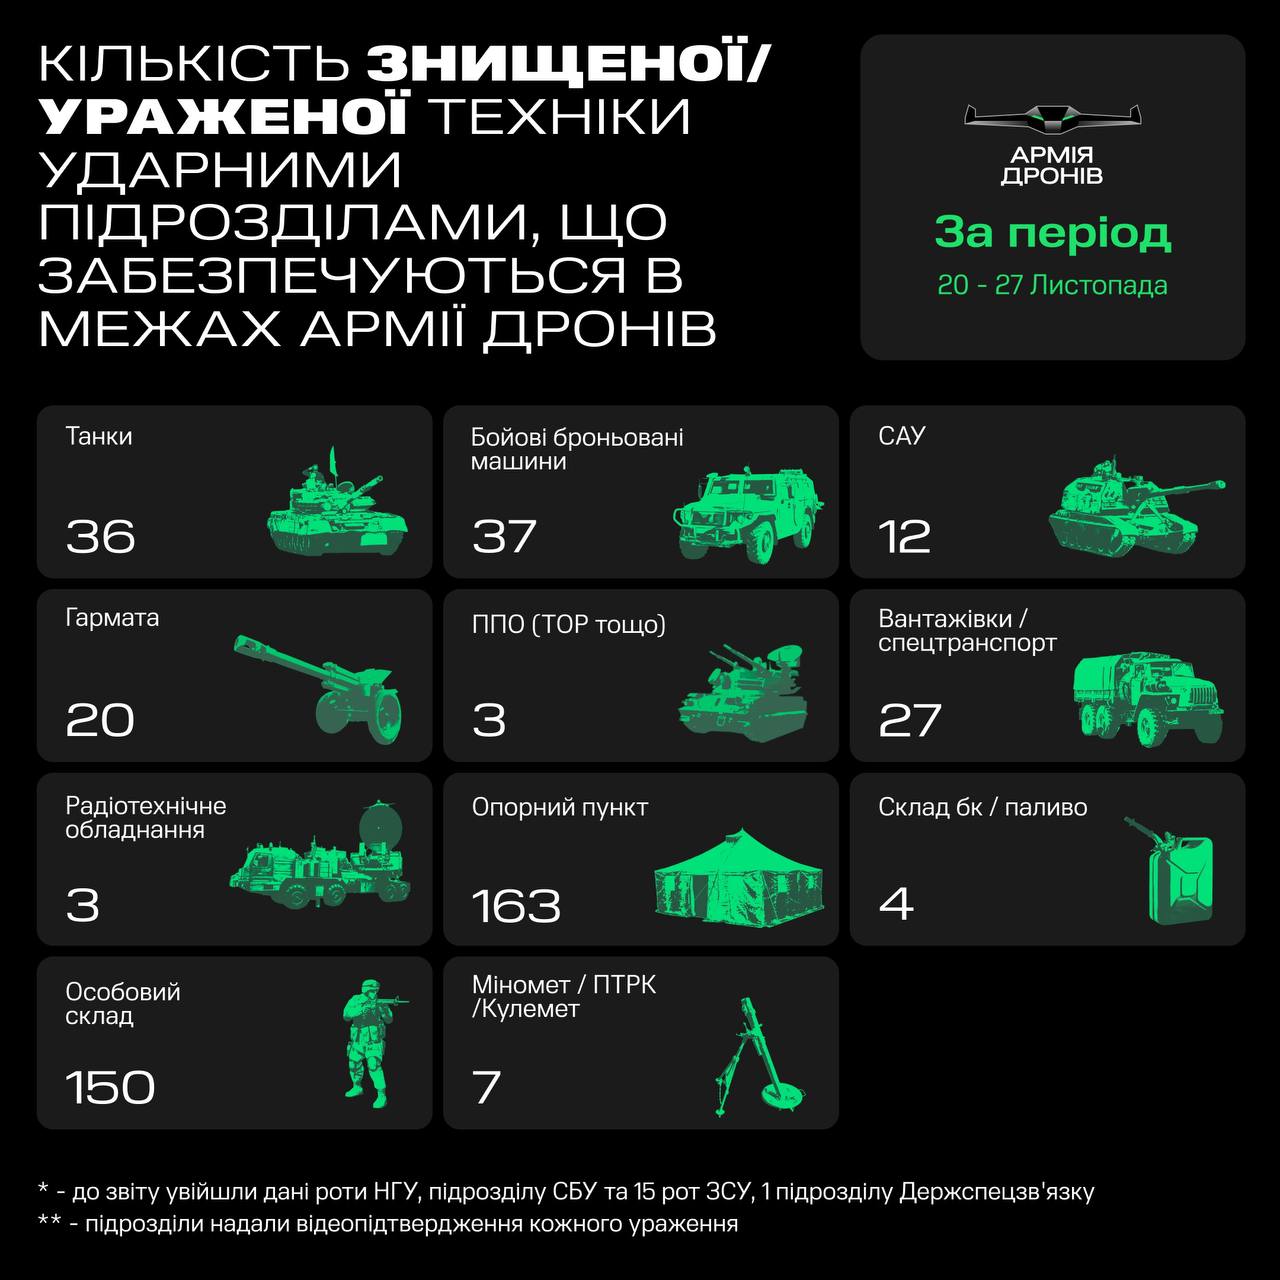 КІЛЬКІСТЬ ЗНИЩЕНОЇ/
УРАЖЕНОЇ ТЕХНІКИ
УДАРНИМИ
ПІДРОЗДІЛАМИ, ЩО
ЗАБЕЗПЕЧУЮТЬСЯ В
МЕЖАХ АРМІЇ ДРОНІВ
АРМІЯ
ДРОНІВ
За період
20 - 27 Листопада
Танки
36
Бойові броньовані
машини
37
САУ
12
Гармата
20
ППО (ТОР тощо)
3
Вантажівки /
спецтранспорт
27
Радіотехнічне
обладнання
3
Опорний пункт
163
Склад бк / паливо
4
Особовий
склад
150
Міномет / ПТРК
/Кулемет
7
* - до звіту увійшли дані роти НГУ, підрозділу СБУ та 15 рот ЗСУ, 1 підрозділу Держспецзв'язку
** - підрозділи надали відеопідтвердження кожного ураження